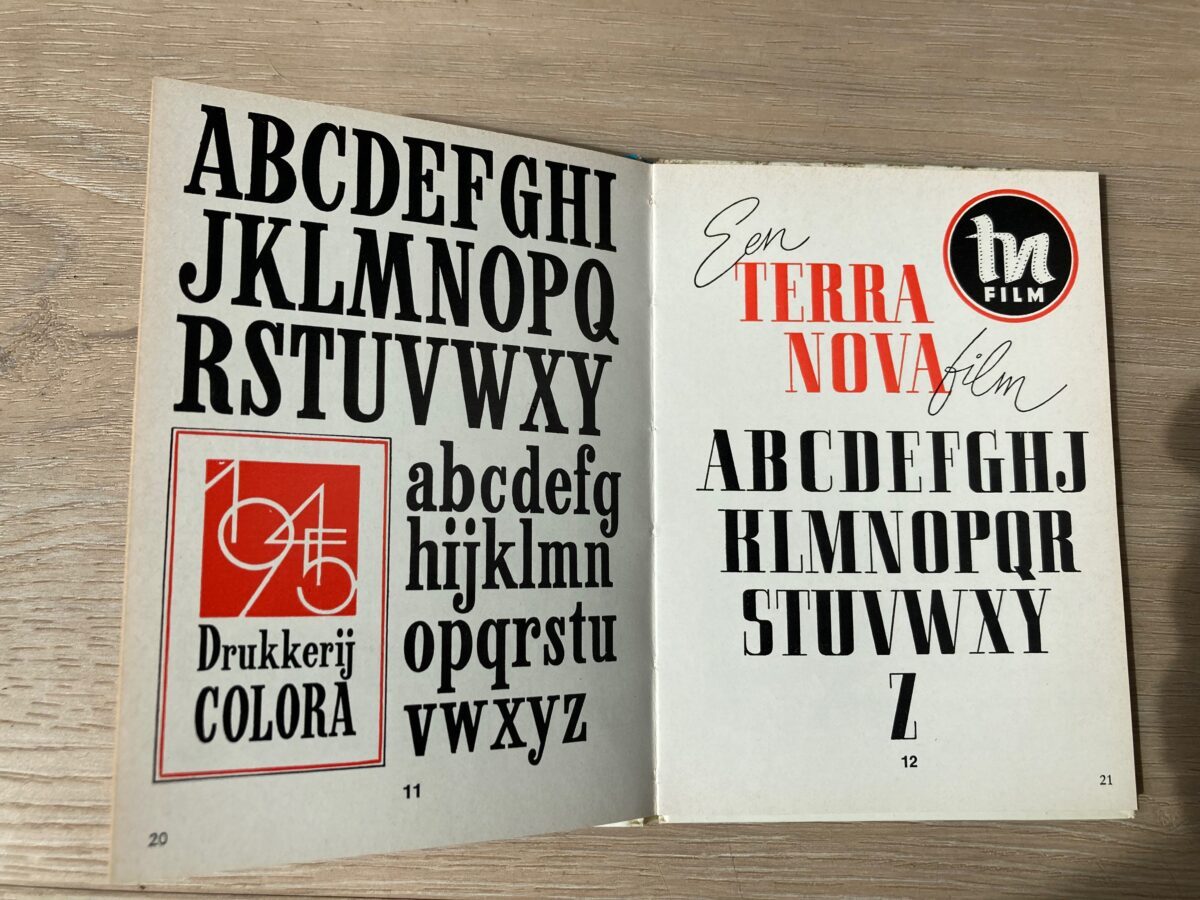 ABCDEFGHI
JKLMNOPQ
RSTUVWXY
1945
Drukkerij
COLORA
abcdefg
hijklmn
opqrstu
vwxyz
11
20
Een
TERRA
NOVA
film
tn
FILM
ABCDEFGHJ
KLMNOPQR
STUVWXY
Z
12
21